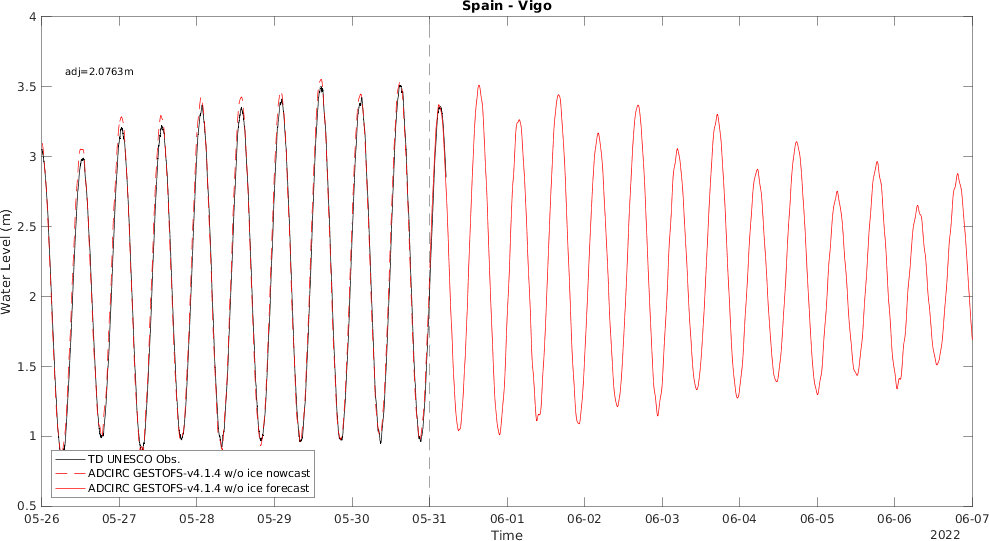 Spain - Vigo
4
adj=2.0763m
3.5
3
2.5
2
1.5
1
0.5
Water Level (m)
TD UNESCO Obs.
ADCIRC GESTOFS-v4.1.4 w/o ice nowcast
ADCIRC GESTOFS-v4.1.4 w/o ice forecast
05-26 05-27 05-28 05-29 05-30 05-31 06-01 06-02 06-03 06-04 06-05 06-06 06-07
Time
2022